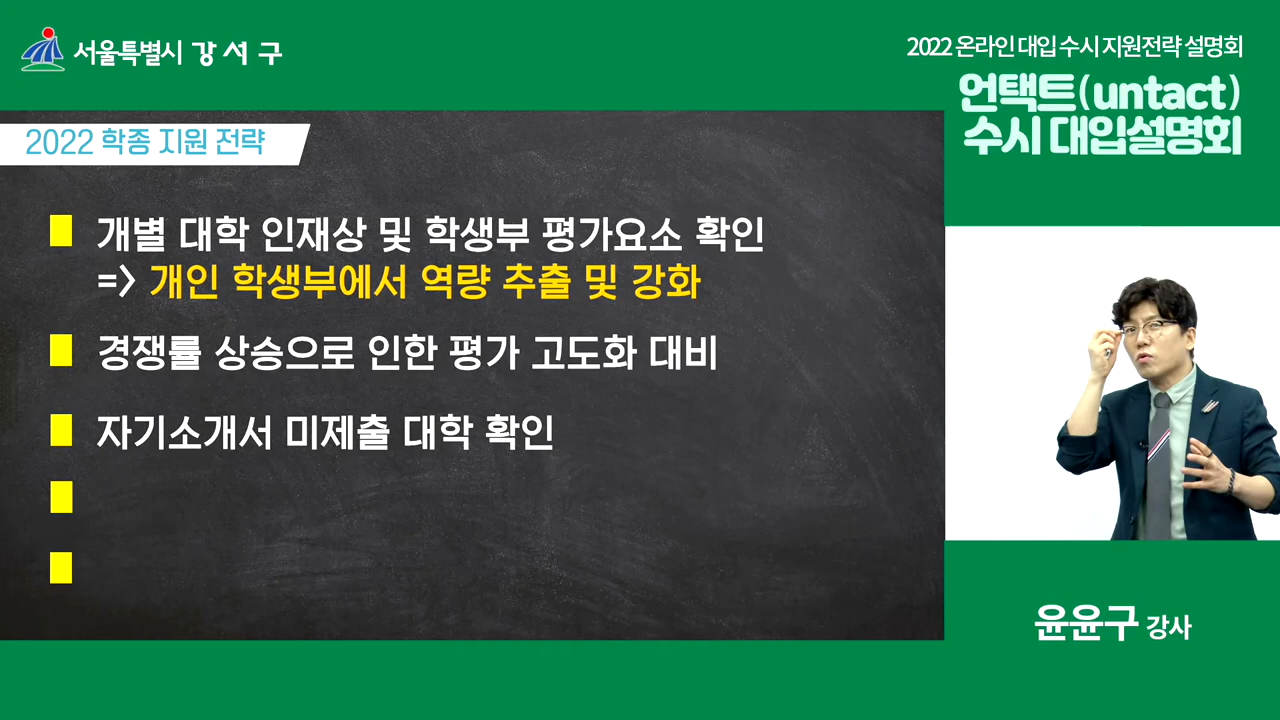 서울특별시 강서구
2022 온라인 대입 수시 지원전략 설명회
언택트(untact)
수시 대입설명회
2022 학종 지원 전략
개별 대학 인재상 및 학생부 평가요소 확인
=> 개인 학생부에서 역량 추출 및 강화
경쟁률 상승으로 인한 평가 고도화 대비
자기소개서 미제출 대학 확인
윤윤구 강사